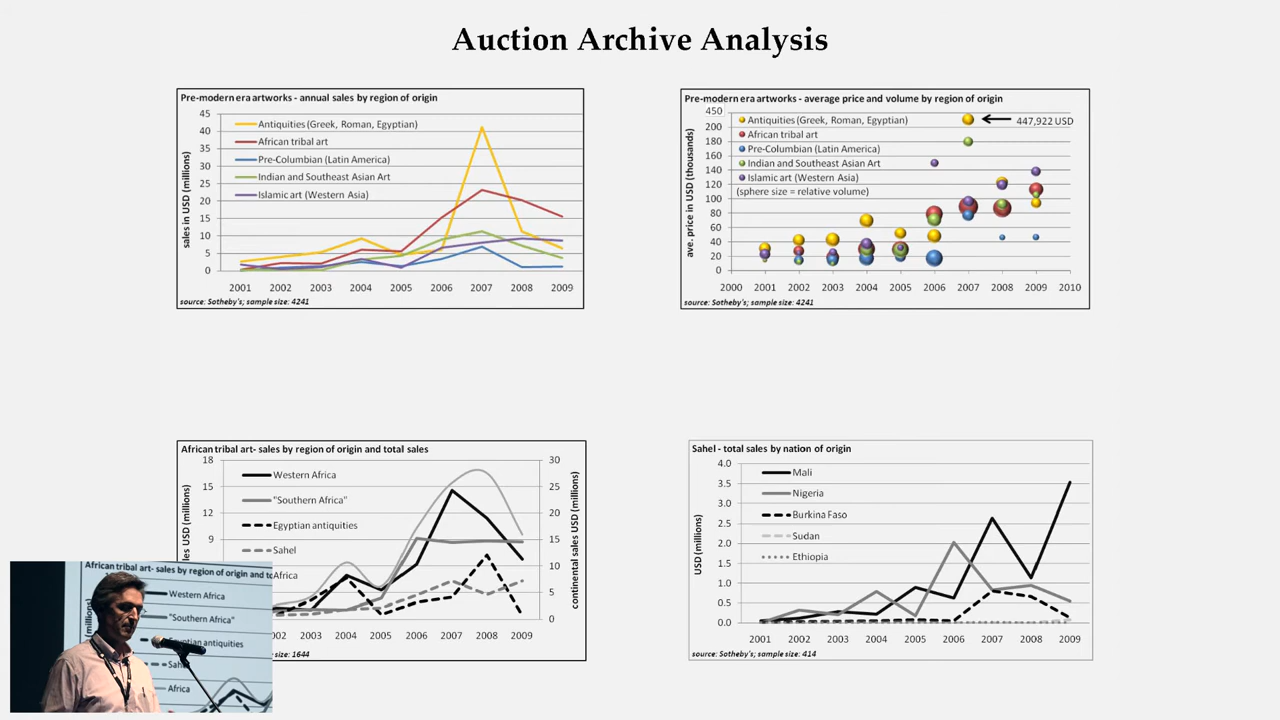 Auction Archive Analysis
Pre-modern era artworks - annual sales by region of origin
sales in USD (millions)
45
40
35
30
25
20
15
10
5
0
Antiquities (Greek, Roman, Egyptian)
African tribal art
Pre-Columbian (Latin America)
Indian and Southeast Asian Art
Islamic art (Western Asia)
2001 2002 2003 2004 2005 2006 2007 2008 2009
source: Sotheby's; sample size: 4241
Pre-modern era artworks - average price and volume by region of origin
ave. price in USD (thousands)
450
200
180
160
140
120
100
80
60
40
20
0
Antiquities (Greek, Roman, Egyptian)
African tribal art
Pre-Columbian (Latin America)
Indian and Southeast Asian Art
Islamic art (Western Asia)
(sphere size = relative volume)
447,922 USD
2000 2001 2002 2003 2004 2005 2006 2007 2008 2009 2010
source: Sotheby's; sample size: 4241
African tribal art- sales by region of origin and total sales
les USD (millions)
18
15
12
9
Western Africa
"Southern Africa"
Egyptian antiquities
Sahel
Africa
30
25
20
15
10
5
0
continental sales USD (millions)
002 2003 2004 2005 2006 2007 2008 2009
size: 1644
Sahel - total sales by nation of origin
USD (millions)
4.0
3.5
3.0
2.5
2.0
1.5
1.0
0.5
0.0
Mali
Nigeria
Burkina Faso
Sudan
Ethiopia
2001 2002 2003 2004 2005 2006 2007 2008 2009
source: Sotheby's; sample size: 414
African tribal art- sales by region of origin and to
Western Africa
"Southern Africa"
Egyptian antiquities
Sahel
Africa